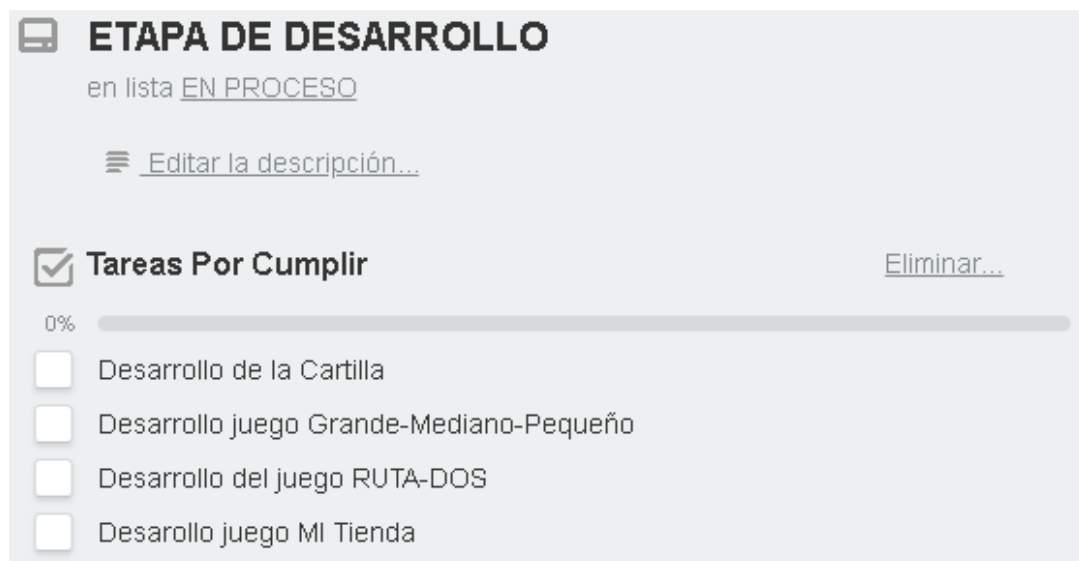 ETAPA DE DESARROLLO
en lista EN PROCESO
Editar la descripción...
Tareas Por Cumplir Eliminar...
0%
Desarrollo de la Cartilla
Desarrollo juego Grande-Mediano-Pequeño
Desarrollo del juego RUTA-DOS
Desarollo juego MI Tienda